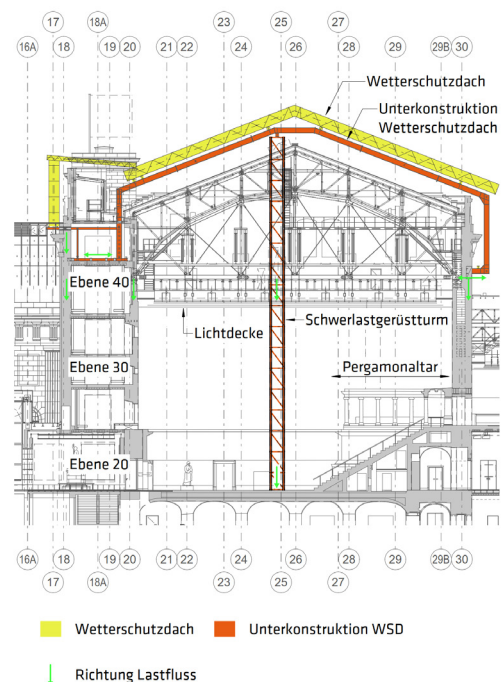 17 18A 23 25 27
16A 18 19 20 21 22 24 26 28 29 29B 30
Wetterschutzdach
Unterkonstruktion
Wetterschutzdach
Ebene 40
Lichtdecke
Schwerlastgerüstturm
Ebene 30
Pergamonaltar
Ebene 20
16A 18 19 20 21 22 24 26 28 29 29B 30
17 18A 23 25 27
Wetterschutzdach Unterkonstruktion WSD
Richtung Lastfluss